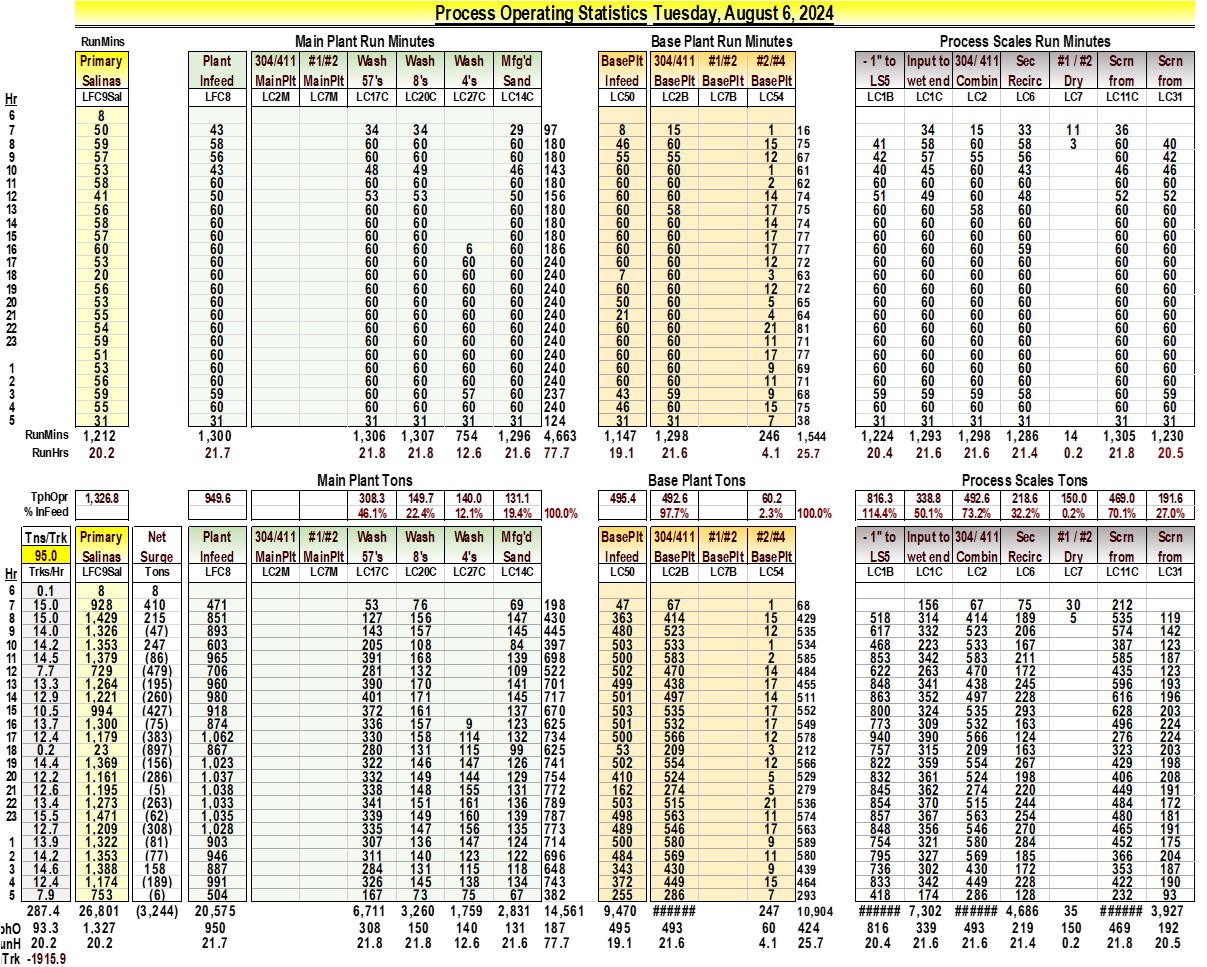 Process Operating Statistics Tuesday, August 6, 2024
RunMins Main Plant Run Minutes Base Plant Run Minutes Process Scales Run Minutes
Primary Plant 304/411 #1/#2 Wash Wash Wash Mfg'd BasePlt 304/411 #1/#2 #2/#4 - 1" to Input to 304/ 411 Sec #1 / #2 Scrn Scrn
Salinas Infeed MainPlt MainPlt 57's 8's 4's Sand Infeed BasePlt BasePlt BasePlt LS5 wet end Combin Recirc Dry from from
Hr LFC9Sal LFC8 LC2M LC7M LC17C LC20C LC27C LC14C LC50 LC2B LC7B LC54 LC1B LC1C LC2 LC6 LC7 LC11C LC31
6 8
7 50 43 34 34 29 97 8 15 1 16 34 15 33 11 36
8 59 58 60 60 60 180 46 60 15 75 41 58 60 58 3 60 40
9 57 56 60 60 60 180 55 55 12 67 42 57 55 56 60 42
10 53 43 48 49 46 143 60 60 1 61 40 45 60 43 46 46
11 58 60 60 60 60 180 60 60 2 62 60 60 60 60 60 60
12 41 50 53 53 50 156 60 60 14 74 51 49 60 48 52 52
13 56 60 60 60 60 180 60 58 17 75 60 60 58 60 60 60
14 58 60 60 60 60 180 60 60 14 74 60 60 60 60 60 60
15 57 60 60 60 60 180 60 60 17 77 60 60 60 60 60 60
16 60 60 60 60 6 60 186 60 60 17 77 60 60 60 59 60 60
17 53 60 60 60 60 60 240 60 60 12 72 60 60 60 60 60 60
18 20 60 60 60 60 60 240 7 60 3 63 60 60 60 60 60 60
19 56 60 60 60 60 60 240 60 60 12 72 60 60 60 60 60 60
20 53 60 60 60 60 60 240 50 60 5 65 60 60 60 60 60 60
21 55 60 60 60 60 60 240 21 60 4 64 60 60 60 60 60 60
22 54 60 60 60 60 60 240 60 60 21 81 60 60 60 60 60 60
23 59 60 60 60 60 60 240 60 60 11 71 60 60 60 60 60 60
51 60 60 60 60 60 240 60 60 17 77 60 60 60 60 60 60
1 53 60 60 60 60 60 240 60 60 9 69 60 60 60 60 60 60
2 56 60 60 60 60 60 240 60 60 11 71 60 60 60 60 60 60
3 59 59 60 60 57 60 237 43 59 9 68 59 59 59 58 60 59
4 55 60 60 60 60 60 240 46 60 15 75 60 60 60 60 60 60
5 31 31 31 31 31 31 124 31 31 7 38 31 31 31 31 31 31
RunMins 1,212 1,300 1,306 1,307 754 1,296 4,663 1,147 1,298 246 1,544 1,224 1,293 1,298 1,286 14 1,305 1,230
RunHrs 20.2 21.7 21.8 21.8 12.6 21.6 77.7 19.1 21.6 4.1 25.7 20.4 21.6 21.6 21.4 0.2 21.8 20.5
Main Plant Tons Base Plant Tons Process Scales Tons
TphOpr 1,326.8 949.6 308.3 149.7 140.0 131.1 495.4 492.6 60.2 816.3 338.8 492.6 218.6 150.0 469.0 191.6
% InFeed 46.1% 22.4% 12.1% 19.4% 100.0% 97.7% 2.3% 100.0% 114.4% 50.1% 73.2% 32.2% 0.2% 70.1% 27.0%
Tns/Trk Primary Net Plant 304/411 #1/#2 Wash Wash Wash Mfg'd BasePlt 304/411 #1/#2 #2/#4 - 1" to Input to 304/ 411 Sec #1 / #2 Scrn Scrn
95.0 Salinas Surge Infeed MainPlt MainPlt 57's 8's 4's Sand Infeed BasePlt BasePlt BasePlt LS5 wet end Combin Recirc Dry from from
Hr Trks/Hr LFC9Sal Tons LFC8 LC2M LC7M LC17C LC20C LC27C LC14C LC50 LC2B LC7B LC54 LC1B LC1C LC2 LC6 LC7 LC11C LC31
6 0.1 8 8
7 15.0 928 410 471 53 76 69 198 47 67 1 68 156 67 75 30 212
8 15.0 1,429 215 851 127 156 147 430 363 414 15 429 518 314 414 189 5 535 119
9 14.0 1,326 (47) 893 143 157 145 445 480 523 12 535 617 332 523 206 574 142
10 14.2 1,353 247 603 205 108 84 397 503 533 1 534 468 223 533 167 387 123
11 14.5 1,379 (86) 965 391 168 139 698 500 583 2 585 853 342 583 211 585 187
12 7.7 729 (479) 706 281 132 109 522 502 470 14 484 622 263 470 172 435 123
13 13.3 1,264 (195) 960 390 170 141 701 499 438 17 455 848 341 438 245 596 193
14 12.9 1,221 (260) 980 401 171 145 717 501 497 14 511 863 352 497 228 616 196
15 10.5 994 (427) 918 372 161 137 670 503 535 17 552 800 324 535 293 628 203
16 13.7 1,300 (75) 874 336 157 9 123 625 501 532 17 549 773 309 532 163 496 224
17 12.4 1,179 (383) 1,062 330 158 114 132 734 500 566 12 578 940 390 566 124 276 224
18 0.2 23 (897) 867 280 131 115 99 625 53 209 3 212 757 315 209 163 323 203
19 14.4 1,369 (156) 1,023 322 146 147 126 741 502 554 12 566 822 359 554 267 429 198
20 12.2 1,161 (286) 1,037 332 149 144 129 754 410 524 5 529 832 361 524 198 406 208
21 12.6 1,195 (5) 1,038 338 148 155 131 772 162 274 5 279 845 362 274 220 449 191
22 13.4 1,273 (263) 1,033 341 151 161 136 789 503 515 21 536 854 370 515 244 484 172
23 15.5 1,471 (62) 1,035 339 149 160 139 787 498 563 11 574 857 367 563 254 480 181
12.7 1,209 (308) 1,028 335 147 156 135 773 489 546 17 563 848 356 546 270 465 191
1 13.9 1,322 (81) 903 307 136 147 124 714 500 580 9 589 754 321 580 284 452 175
2 14.2 1,353 (77) 946 311 140 123 122 696 484 569 11 580 795 327 569 185 366 204
3 14.6 1,388 158 887 284 131 115 118 648 343 430 9 439 736 302 430 172 353 187
4 12.4 1,174 (189) 991 326 145 138 134 743 372 449 15 464 833 342 449 228 422 190
5 7.9 753 (6) 504 167 73 75 67 382 255 286 7 293 418 174 286 128 232 93
287.4 26,801 (3,244) 20,575 6,711 3,260 1,759 2,831 14,561 9,470 ###### 247 10,904 ###### 7,302 ###### 4,686 35 ###### 3,927
phO 93.3 1,327 950 308 150 140 131 187 495 493 60 424 816 339 493 219 150 469 192
unH 20.2 20.2 21.7 21.8 21.8 12.6 21.6 77.7 19.1 21.6 4.1 25.7 20.4 21.6 21.6 21.4 0.2 21.8 20.5
Trk -1915.9